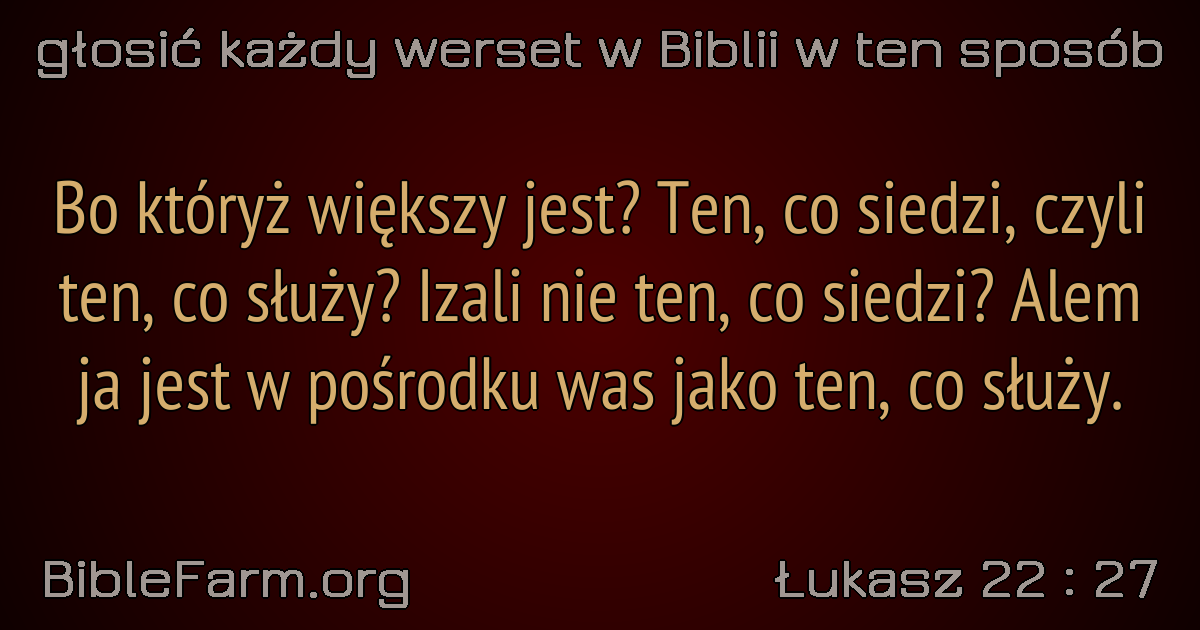 głosić każdy werset w Biblii w ten sposób
Bo któryż większy jest? Ten, co siedzi, czyli
ten, co służy? Izali nie ten, co siedzi? Alem
ja jest w pośrodku was jako ten, co służy.
BibleFarm.org
Łukasz 22 : 27